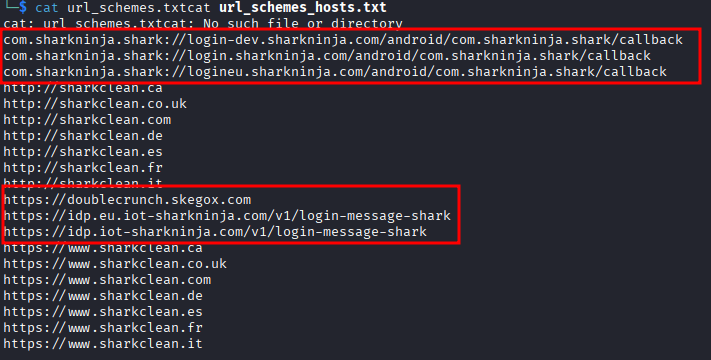 └─$ cat url_schemes.txtcat url_schemes_hosts.txt
cat: url_schemes.txtcat: No such file or directory
com.sharkninja.shark://login-dev.sharkninja.com/android/com.sharkninja.shark/callback
com.sharkninja.shark://login.sharkninja.com/android/com.sharkninja.shark/callback
com.sharkninja.shark://logineu.sharkninja.com/android/com.sharkninja.shark/callback
http://sharkclean.ca
http://sharkclean.co.uk
http://sharkclean.com
http://sharkclean.de
http://sharkclean.es
http://sharkclean.fr
http://sharkclean.it
https://doublecrunch.skegox.com
https://idp.eu.iot-sharkninja.com/v1/login-message-shark
https://idp.iot-sharkninja.com/v1/login-message-shark
https://www.sharkclean.ca
https://www.sharkclean.co.uk
https://www.sharkclean.com
https://www.sharkclean.de
https://www.sharkclean.es
https://www.sharkclean.fr
https://www.sharkclean.it